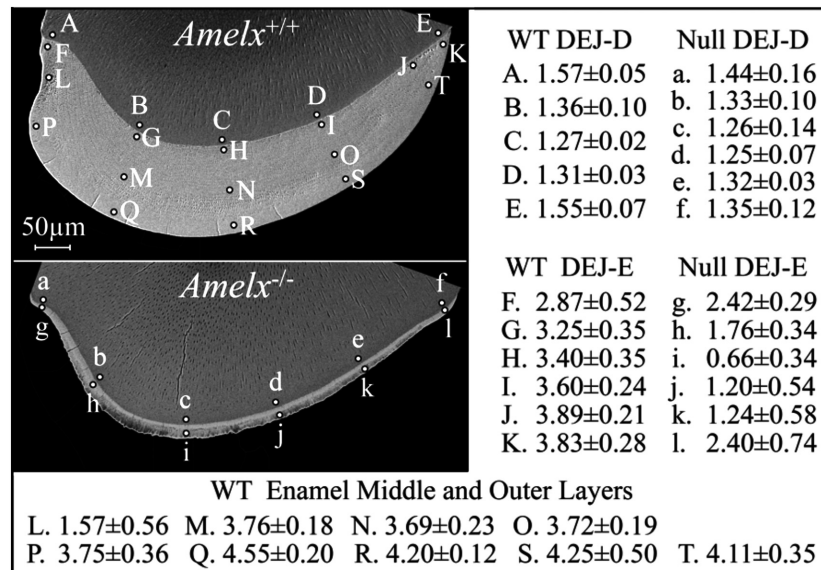 A
Amelx+/+
E
F
K
L
J
T
B
D
P
G
C
I
H
O
M
N
S
Q
R
50µm
a
Amelx-/-
f
g
l
b
e
h
d
k
c
j
i
WT DEJ-D Null DEJ-D
A. 1.57±0.05 a. 1.44±0.16
B. 1.36±0.10 b. 1.33±0.10
C. 1.27±0.02 c. 1.26±0.14
D. 1.31±0.03 d. 1.25±0.07
E. 1.55±0.07 e. 1.32±0.03
f. 1.35±0.12
WT DEJ-E Null DEJ-E
F. 2.87±0.52 g. 2.42±0.29
G. 3.25±0.35 h. 1.76±0.34
H. 3.40±0.35 i. 0.66±0.34
I. 3.60±0.24 j. 1.20±0.54
J. 3.89±0.21 k. 1.24±0.58
K. 3.83±0.28 l. 2.40±0.74
WT Enamel Middle and Outer Layers
L. 1.57±0.56 M. 3.76±0.18 N. 3.69±0.23 O. 3.72±0.19
P. 3.75±0.36 Q. 4.55±0.20 R. 4.20±0.12 S. 4.25±0.50 T. 4.11±0.35